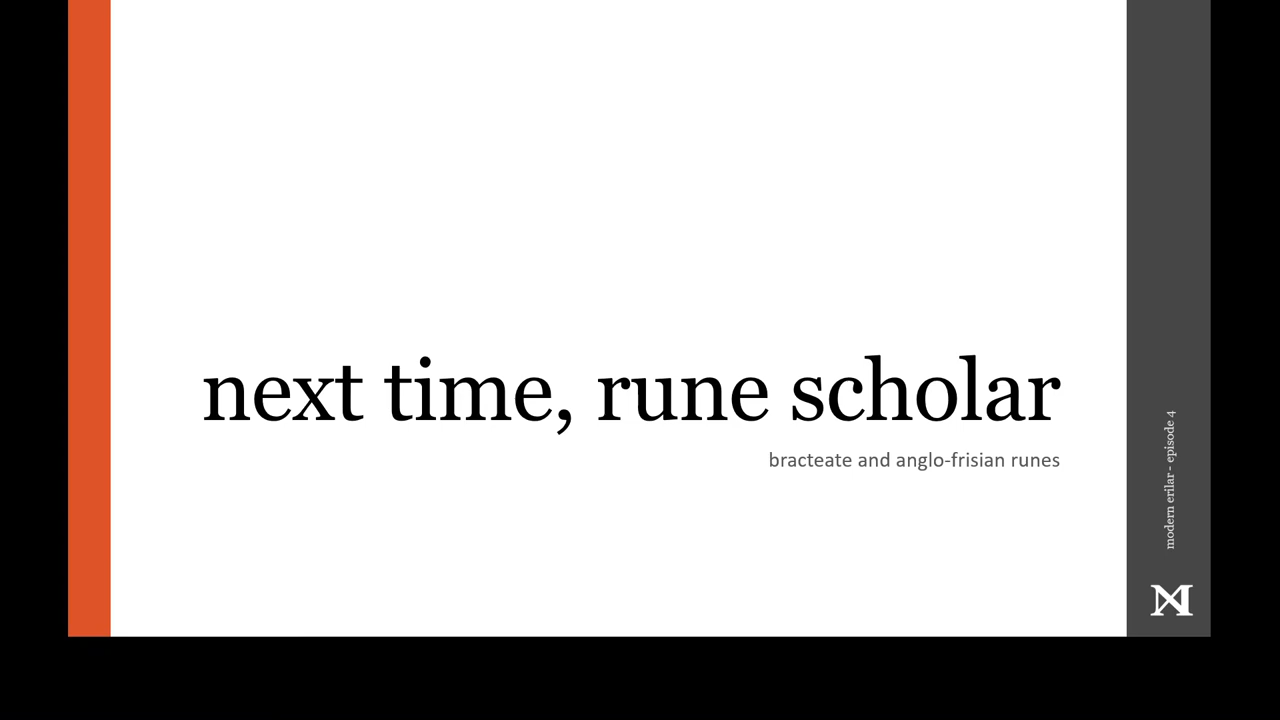 next time, rune scholar
bracteate and anglo-frisian runes
modern erilar - episode 4